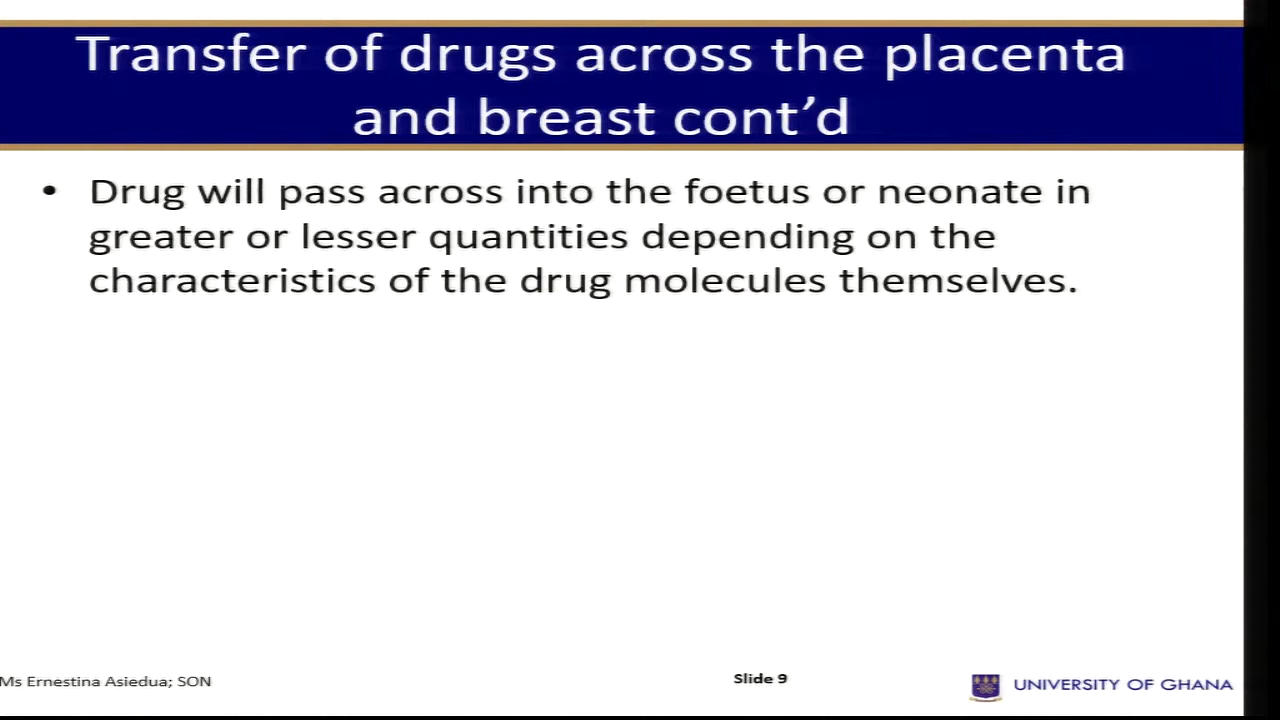 Transfer of drugs across the placenta
and breast cont’d
• Drug will pass across into the foetus or neonate in
greater or lesser quantities depending on the
characteristics of the drug molecules themselves.
Ms Ernestina Asiedua; SON
Slide 9
UNIVERSITY OF GHANA